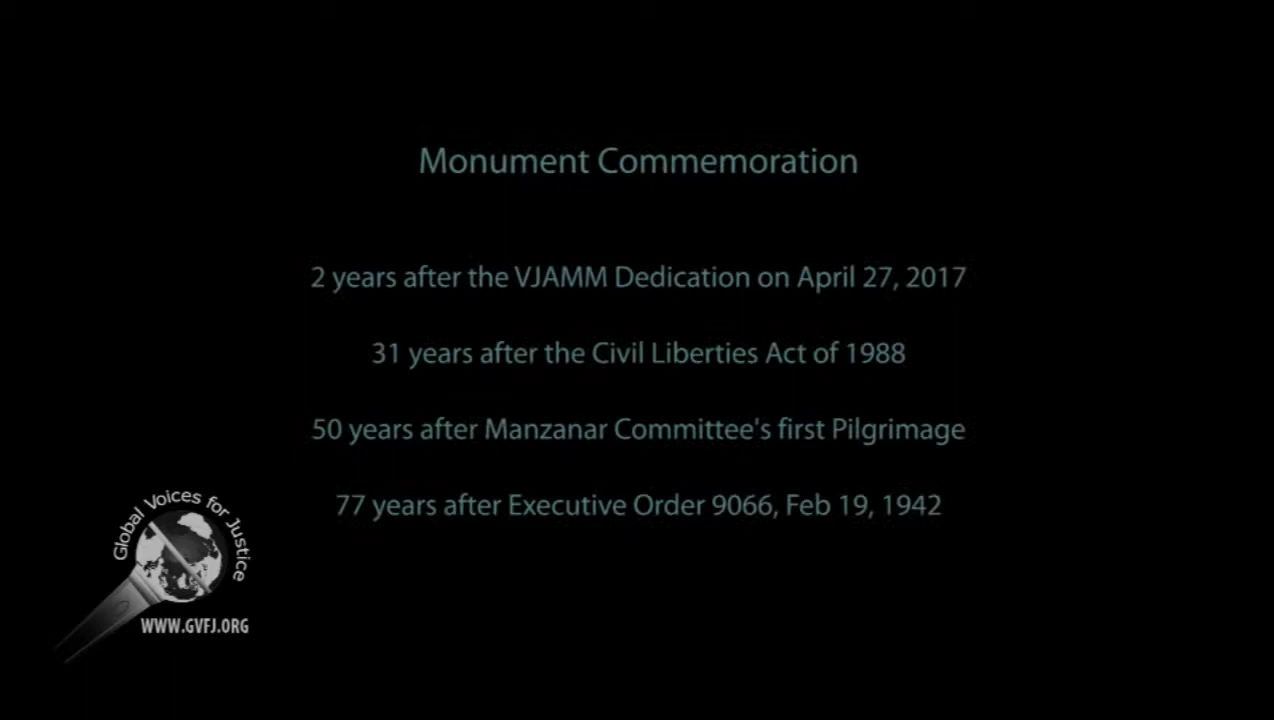 Monument Commemoration
2 years after the VJAMM Dedication on April 27, 2017
31 years after the Civil Liberties Act of 1988
50 years after Manzanar Committee's first Pilgrimage
77 years after Executive Order 9066, Feb 19, 1942
Global Voices for Justice
WWW.GVFJ.ORG